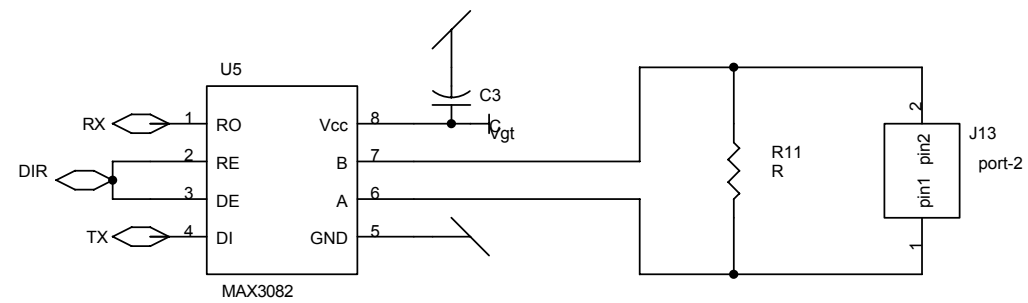 U5
C3
RX 1 RO Vcc 8 C
Vgt
2 RE B 7
DIR
3 DE A 6
TX 4 DI GND 5
MAX3082
R11
R
2
J13
port-2
pin1 pin2
1